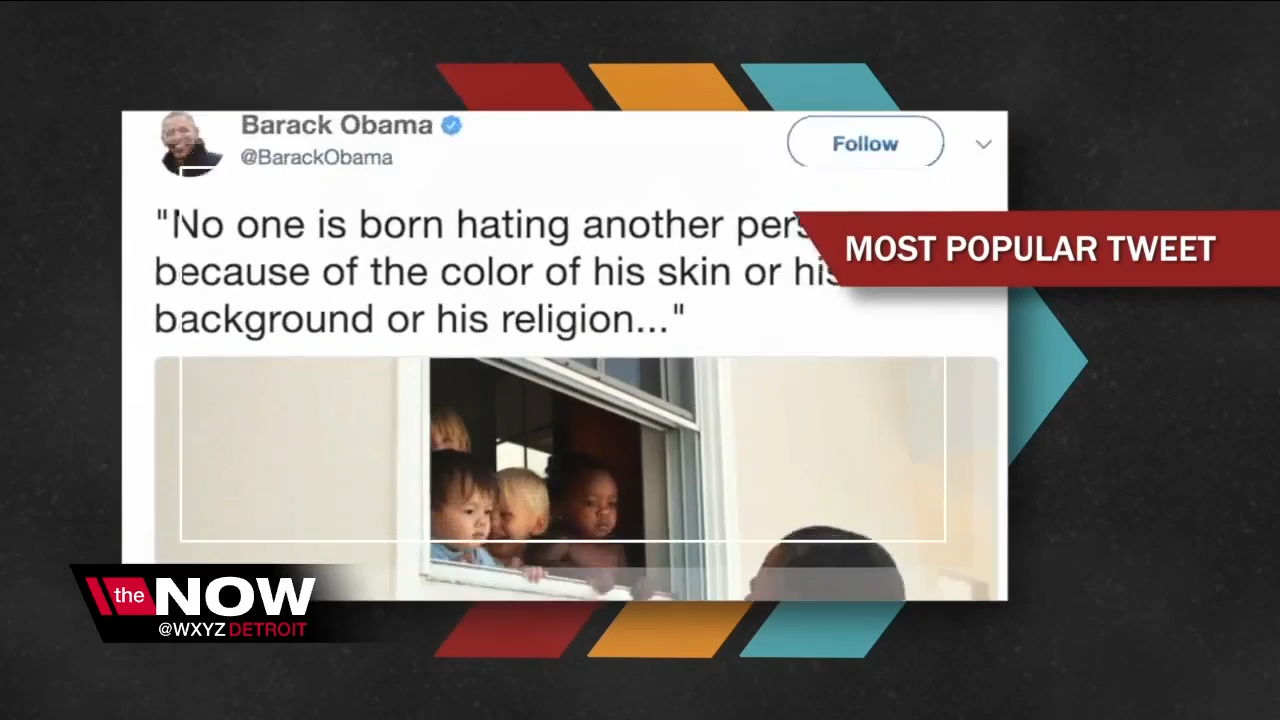 Barack Obama
@BarackObama
Follow
"No one is born hating another
because of the color of his skin or his
background or his religion..."
MOST POPULAR TWEET
the NOW
@WXYZ DETROIT